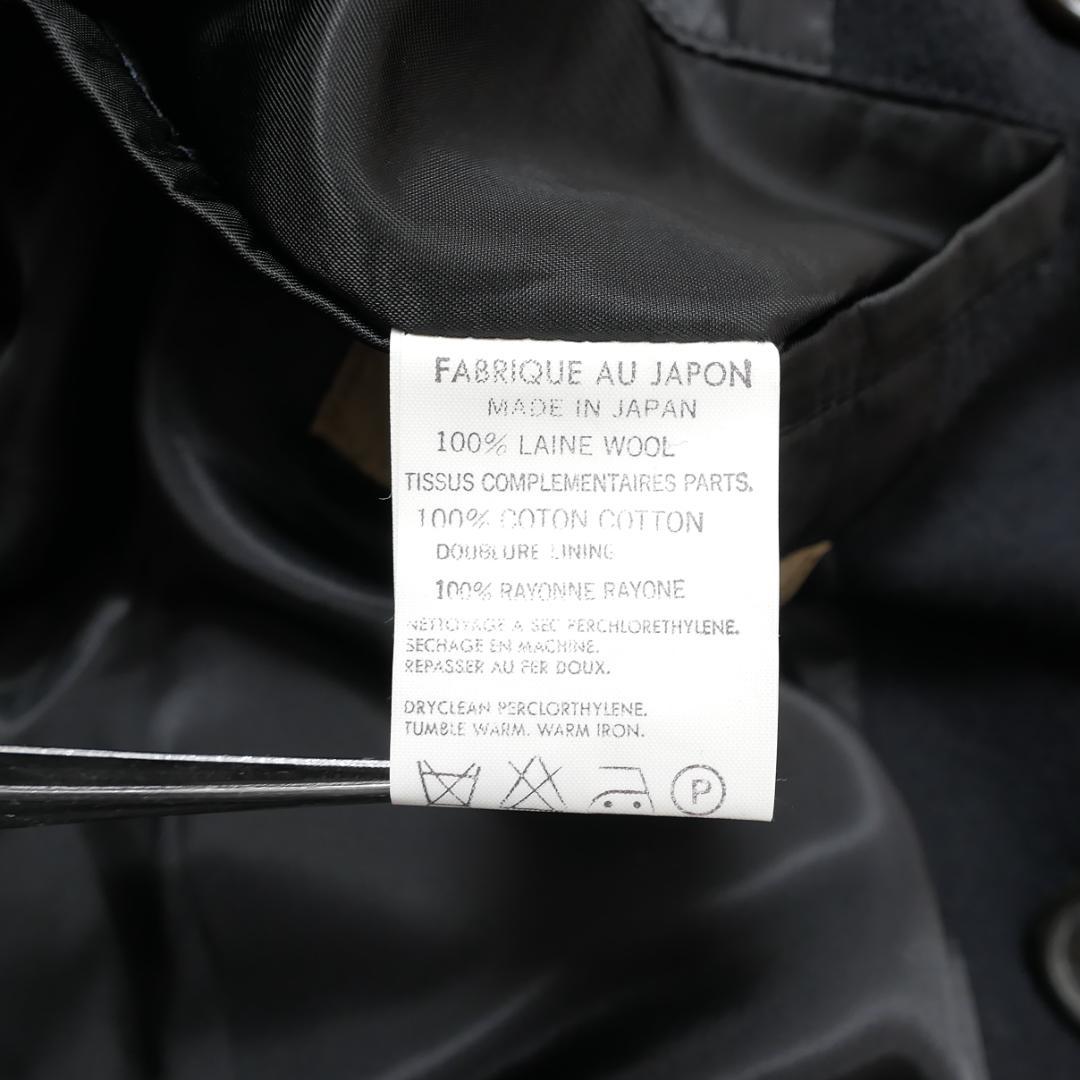 FABRIQUE AU JAPON
MADE IN JAPAN
100% LAINE WOOL
TISSUS COMPLEMENTAIRES PARTS.
100% COTON COTTON
DOUBLURE LINING
100% RAYONNE RAYONE
NETTOYAGE A SEC PERCHLORETHYLENE.
SECHAGE EN MACHINE.
REPASSER AU FER DOUX.
DRYCLEAN PERCLORTHYLENE.
TUMBLE WARM. WARM IRON.
P